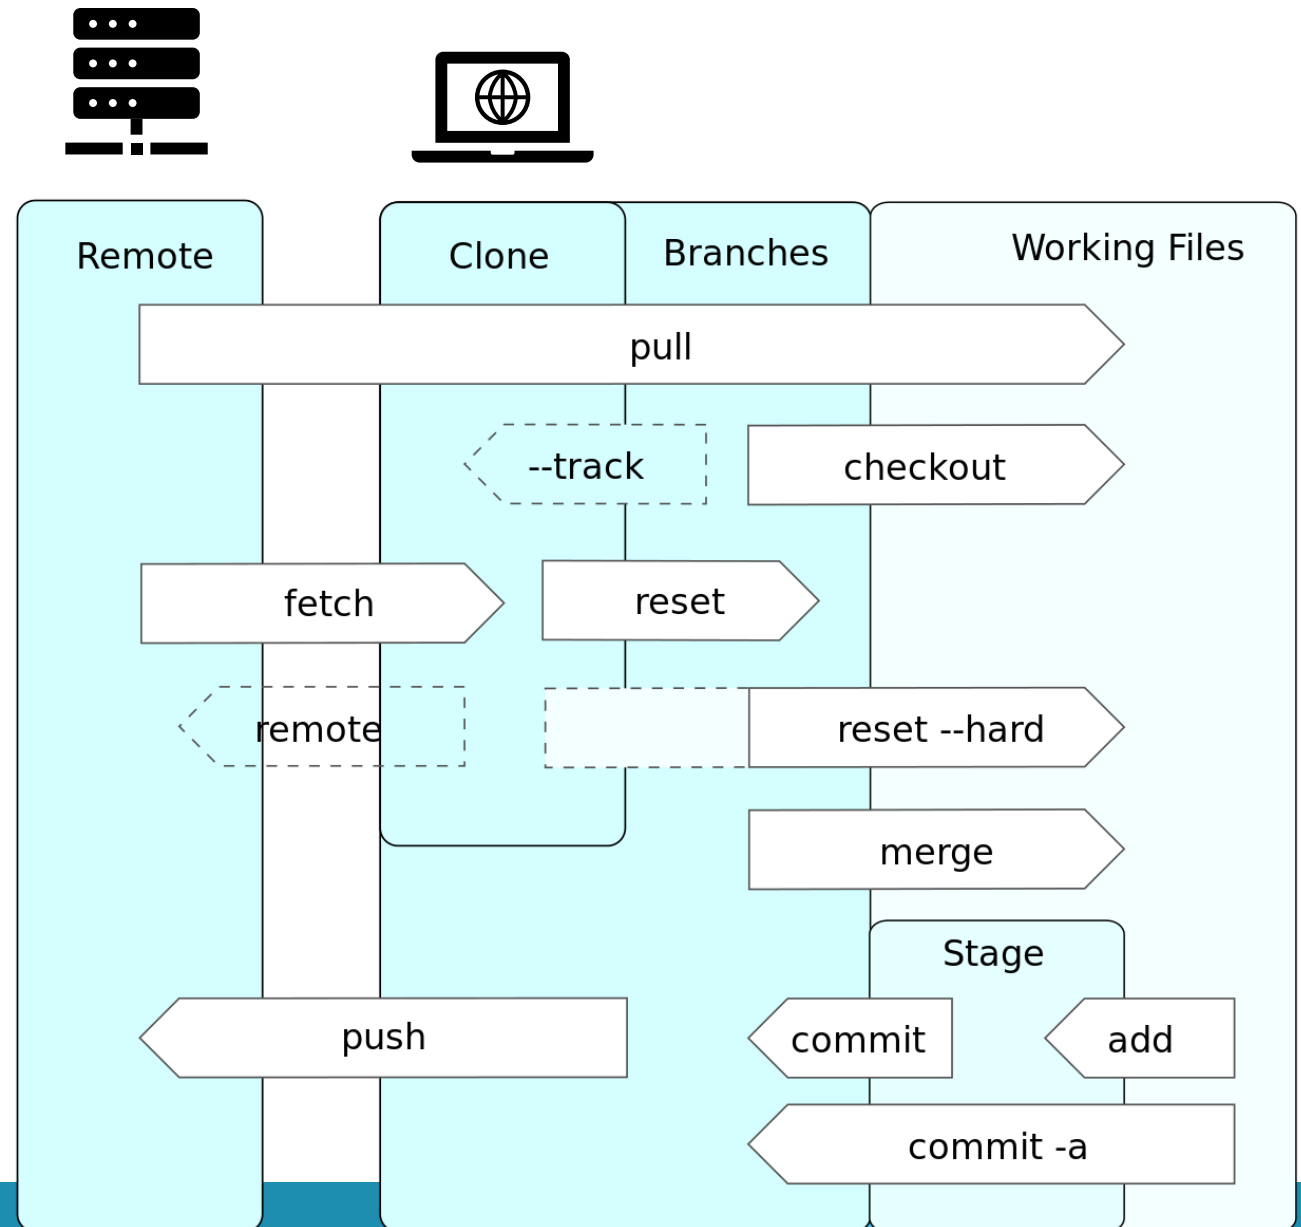 Remote
Clone
Branches
Working Files
pull
--track
checkout
fetch
reset
remote
reset --hard
merge
Stage
push
commit
add
commit -a